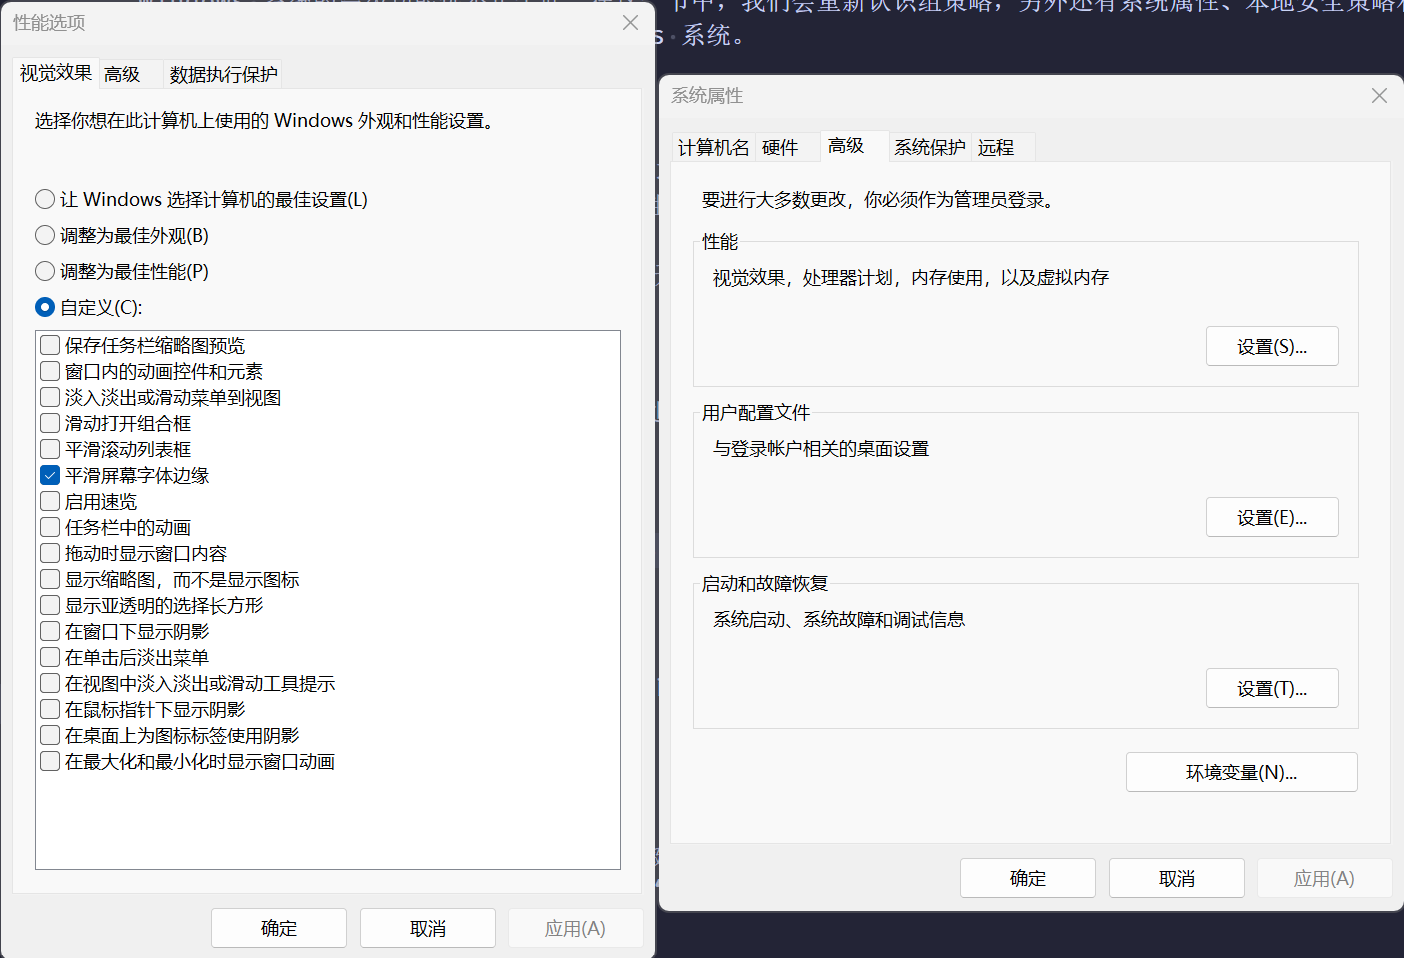 节中，我们会重新认识组策略，另外还有系统属性、本地安全策略
s·系统。
性能选项
视觉效果 高级 数据执行保护
选择你想在此计算机上使用的 Windows 外观和性能设置。
让 Windows 选择计算机的最佳设置(L)
调整为最佳外观(B)
调整为最佳性能(P)
自定义(C):
保存任务栏缩略图预览
窗口内的动画控件和元素
淡入淡出或滑动菜单到视图
滑动打开组合框
平滑滚动列表框
平滑屏幕字体边缘
启用速览
任务栏中的动画
拖动时显示窗口内容
显示缩略图，而不是显示图标
显示亚透明的选择长方形
在窗口下显示阴影
在单击后淡出菜单
在视图中淡入淡出或滑动工具提示
在鼠标指针下显示阴影
在桌面上为图标标签使用阴影
在最大化和最小化时显示窗口动画
确定 取消 应用(A)
系统属性
计算机名 硬件 高级 系统保护 远程
要进行大多数更改，你必须作为管理员登录。
性能
视觉效果，处理器计划，内存使用，以及虚拟内存
设置(S)...
用户配置文件
与登录帐户相关的桌面设置
设置(E)...
启动和故障恢复
系统启动、系统故障和调试信息
设置(T)...
环境变量(N)...
确定 取消 应用(A)